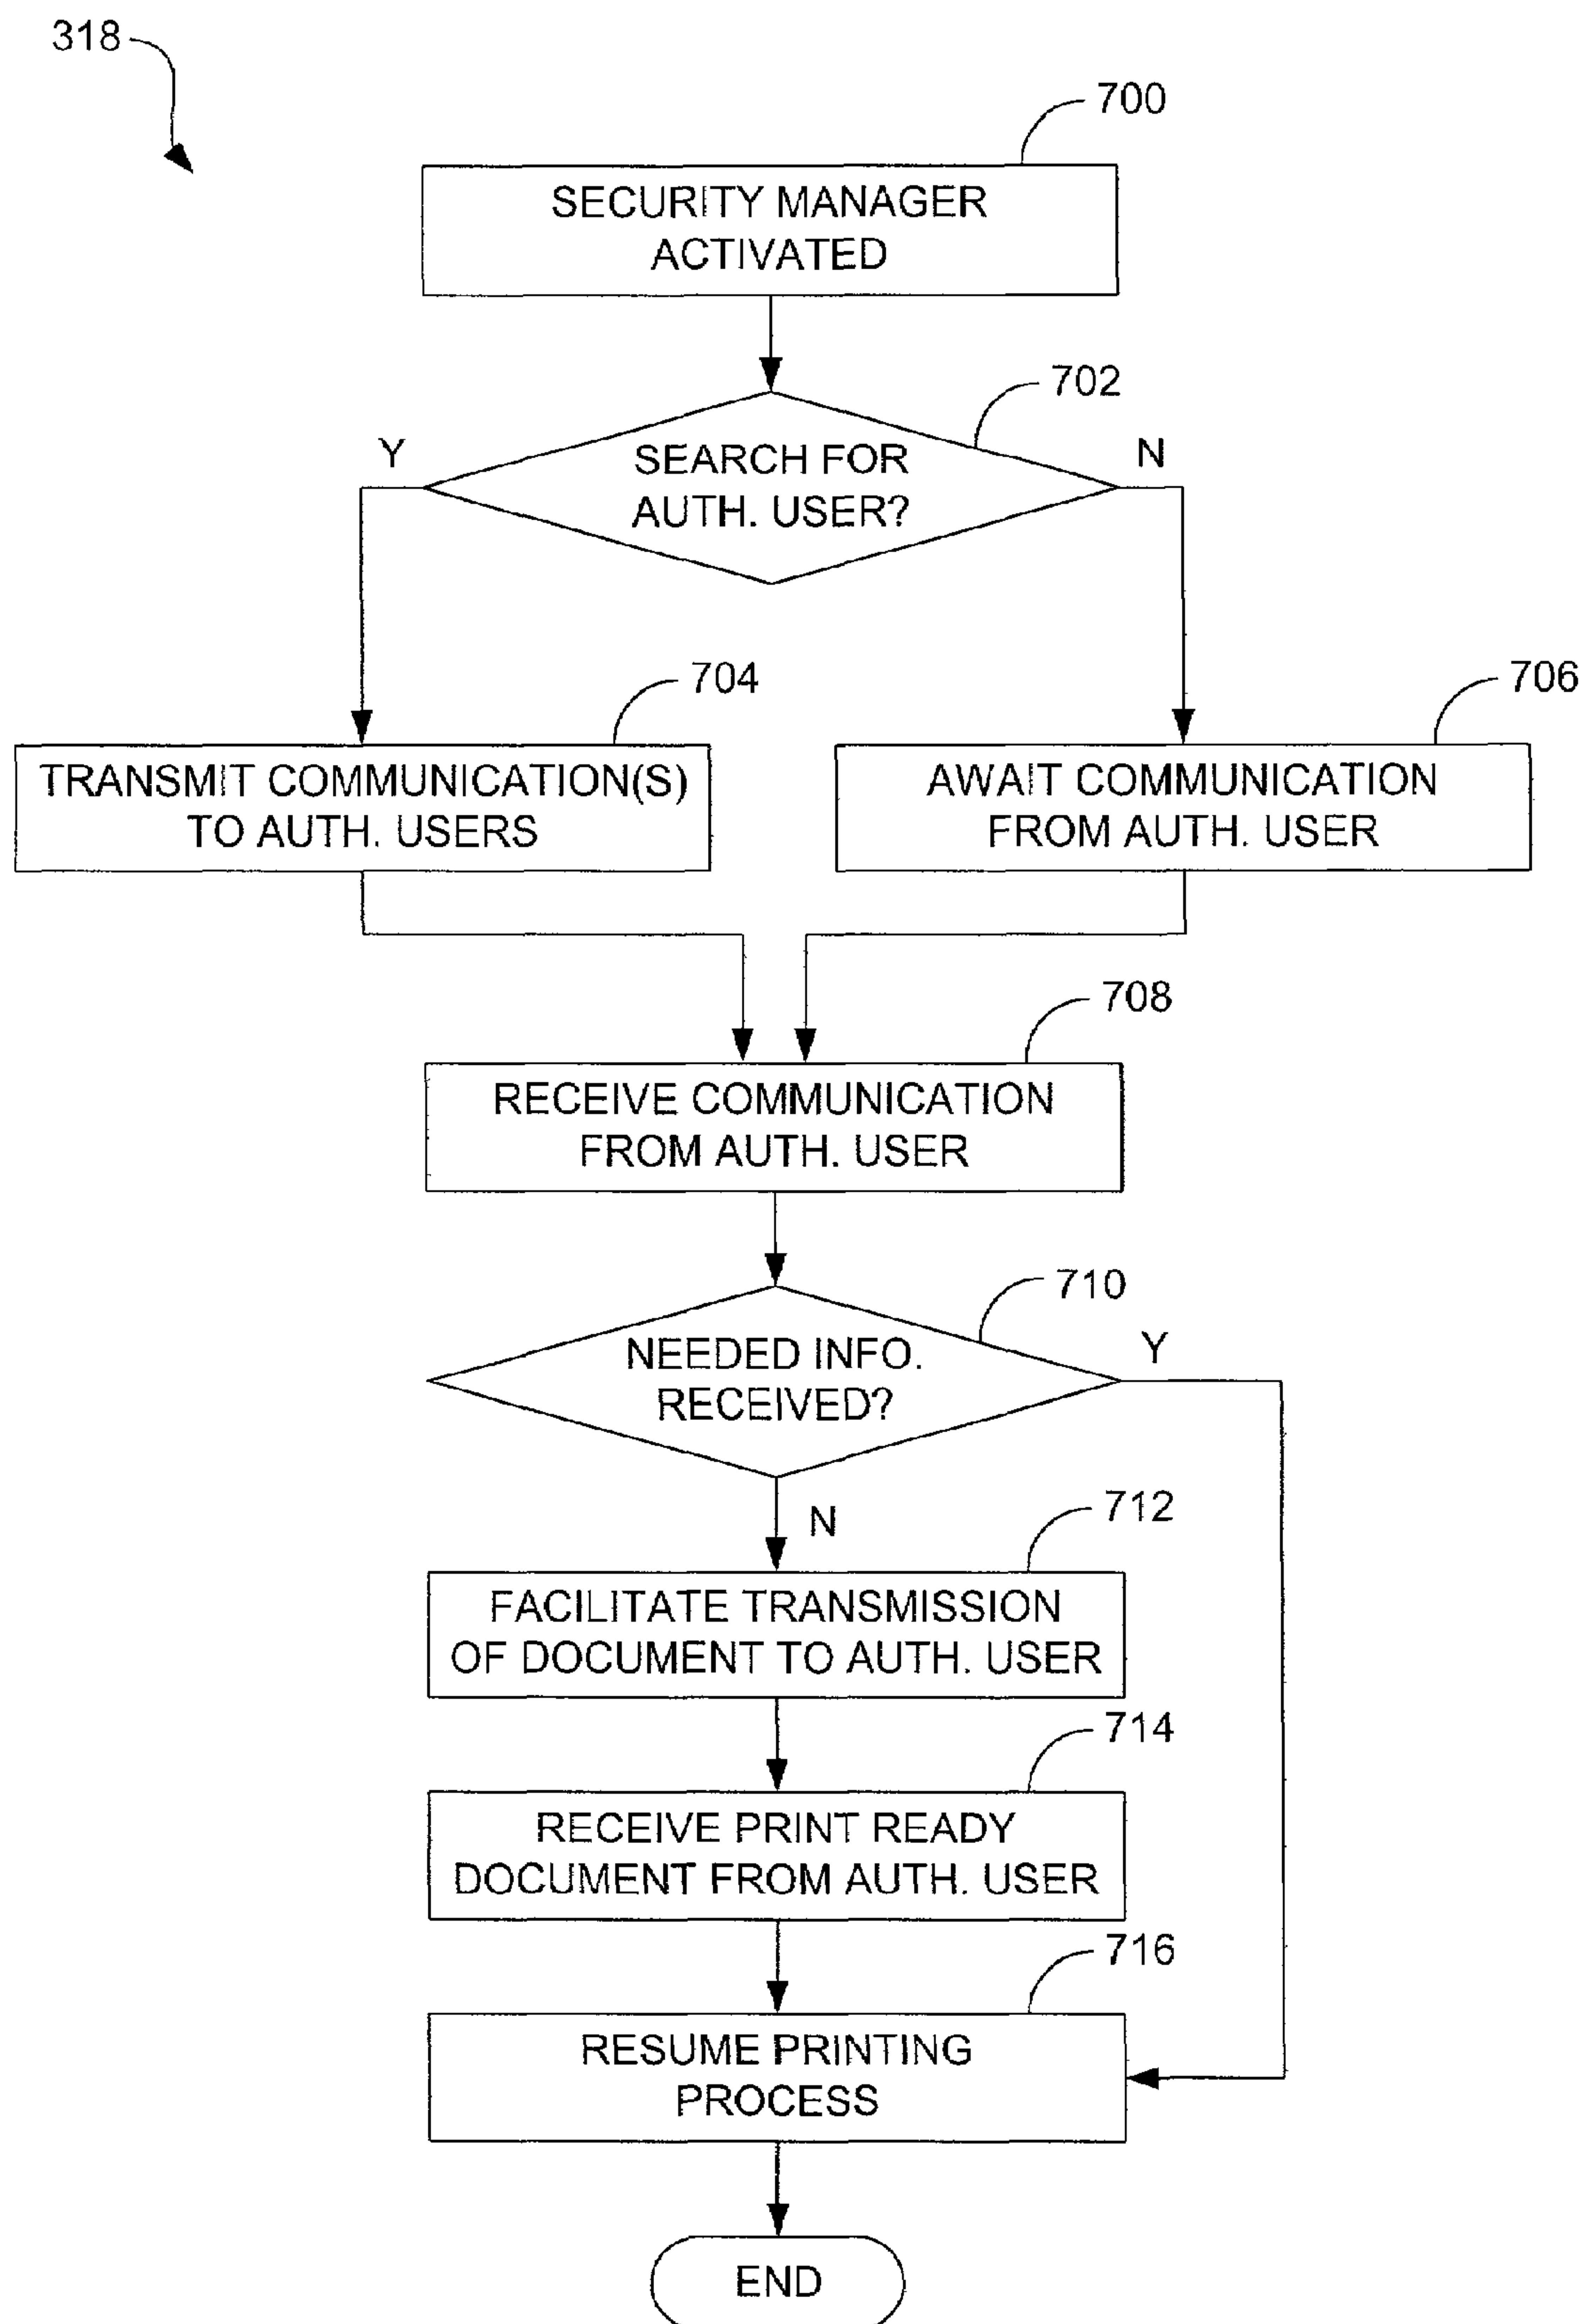 318
700
SECURITY MANAGER
ACTIVATED
702
Y
N
SEARCH FOR
AUTH. USER?
704
706
TRANSMIT COMMUNICATION(S)
TO AUTH. USERS
AWAIT COMMUNICATION
FROM AUTH. USER
708
RECEIVE COMMUNICATION
FROM AUTH. USER
710
Y
NEEDED INFO.
RECEIVED?
N
712
FACILITATE TRANSMISSION
OF DOCUMENT TO AUTH. USER
714
RECEIVE PRINT READY
DOCUMENT FROM AUTH. USER
716
RESUME PRINTING
PROCESS
END